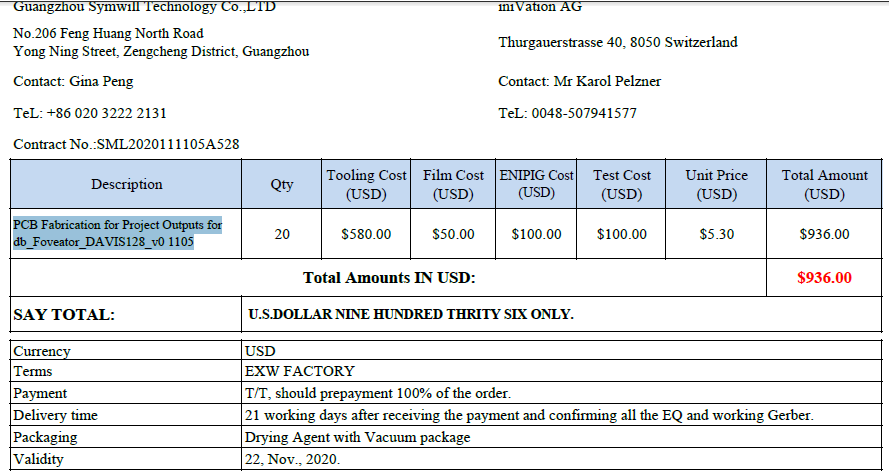 Guangzhou Symwill Technology Co.,LTD
iniVation AG
No.206 Feng Huang North Road
Yong Ning Street, Zengcheng District, Guangzhou
Thurgauerstrasse 40, 8050 Switzerland
Contact: Gina Peng
Contact: Mr Karol Pelzner
TeL: +86 020 3222 2131
TeL: 0048-507941577
Contract No.:SML2020111105A528
Description Qty Tooling Cost (USD) Film Cost (USD) ENIPIG Cost (USD) Test Cost (USD) Unit Price (USD) Total Amount (USD)
PCB Fabrication for Project Outputs for
db_Foveator_DAVIS128_v0 1105
20 $580.00 $50.00 $100.00 $100.00 $5.30 $936.00
Total Amounts IN USD: $936.00
SAY TOTAL: U.S.DOLLAR NINE HUNDRED THRITY SIX ONLY.
Currency USD
Terms EXW FACTORY
Payment T/T, should prepayment 100% of the order.
Delivery time 21 working days after receiving the payment and confirming all the EQ and working Gerber.
Packaging Drying Agent with Vacuum package
Validity 22, Nov., 2020.